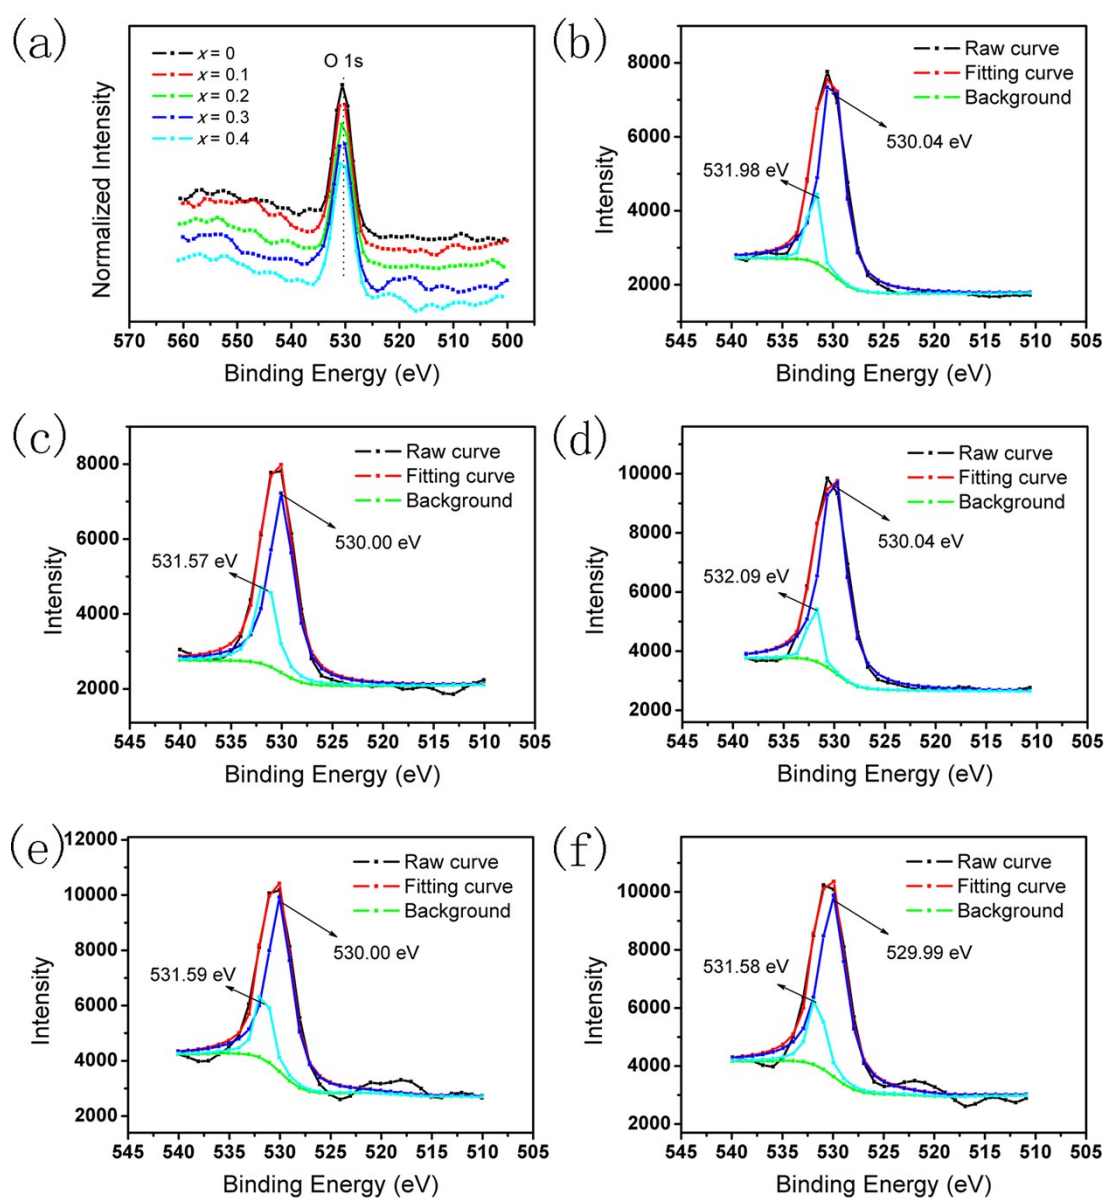 (a)
x = 0
x = 0.1
x = 0.2
x = 0.3
x = 0.4
O 1s
Normalized Intensity
570 560 550 540 530 520 510 500
Binding Energy (eV)
(b)
Raw curve
Fitting curve
Background
530.04 eV
531.98 eV
Intensity
8000
6000
4000
2000
545 540 535 530 525 520 515 510 505
Binding Energy (eV)
(c)
Raw curve
Fitting curve
Background
530.00 eV
531.57 eV
Intensity
8000
6000
4000
2000
545 540 535 530 525 520 515 510 505
Binding Energy (eV)
(d)
Raw curve
Fitting curve
Background
530.04 eV
532.09 eV
Intensity
10000
8000
6000
4000
2000
545 540 535 530 525 520 515 510 505
Binding Energy (eV)
(e)
Raw curve
Fitting curve
Background
530.00 eV
531.59 eV
Intensity
12000
10000
8000
6000
4000
2000
545 540 535 530 525 520 515 510 505
Binding Energy (eV)
(f)
Raw curve
Fitting curve
Background
529.99 eV
531.58 eV
Intensity
10000
8000
6000
4000
2000
545 540 535 530 525 520 515 510 505
Binding Energy (eV)